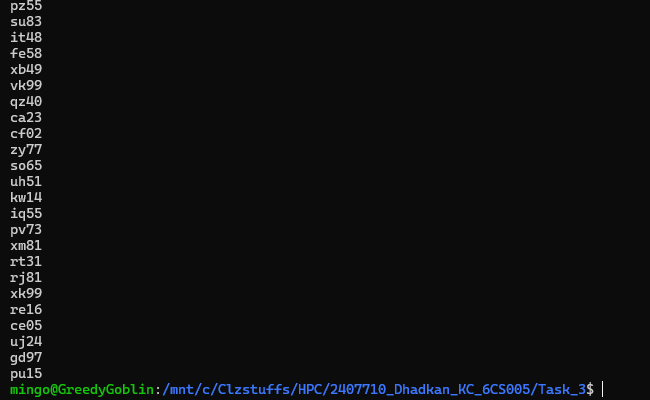 pz55
su83
it48
fe58
xb49
vk99
qz40
ca23
cf02
zy77
so65
uh51
kw14
iq55
pv73
xm81
rt31
rj81
xk99
re16
ce05
uj24
gd97
pu15
mingo@GreedyGoblin:/mnt/c/Clzstuffs/HPC/2407710_Dhadkan_KC_6CS005/Task_3$